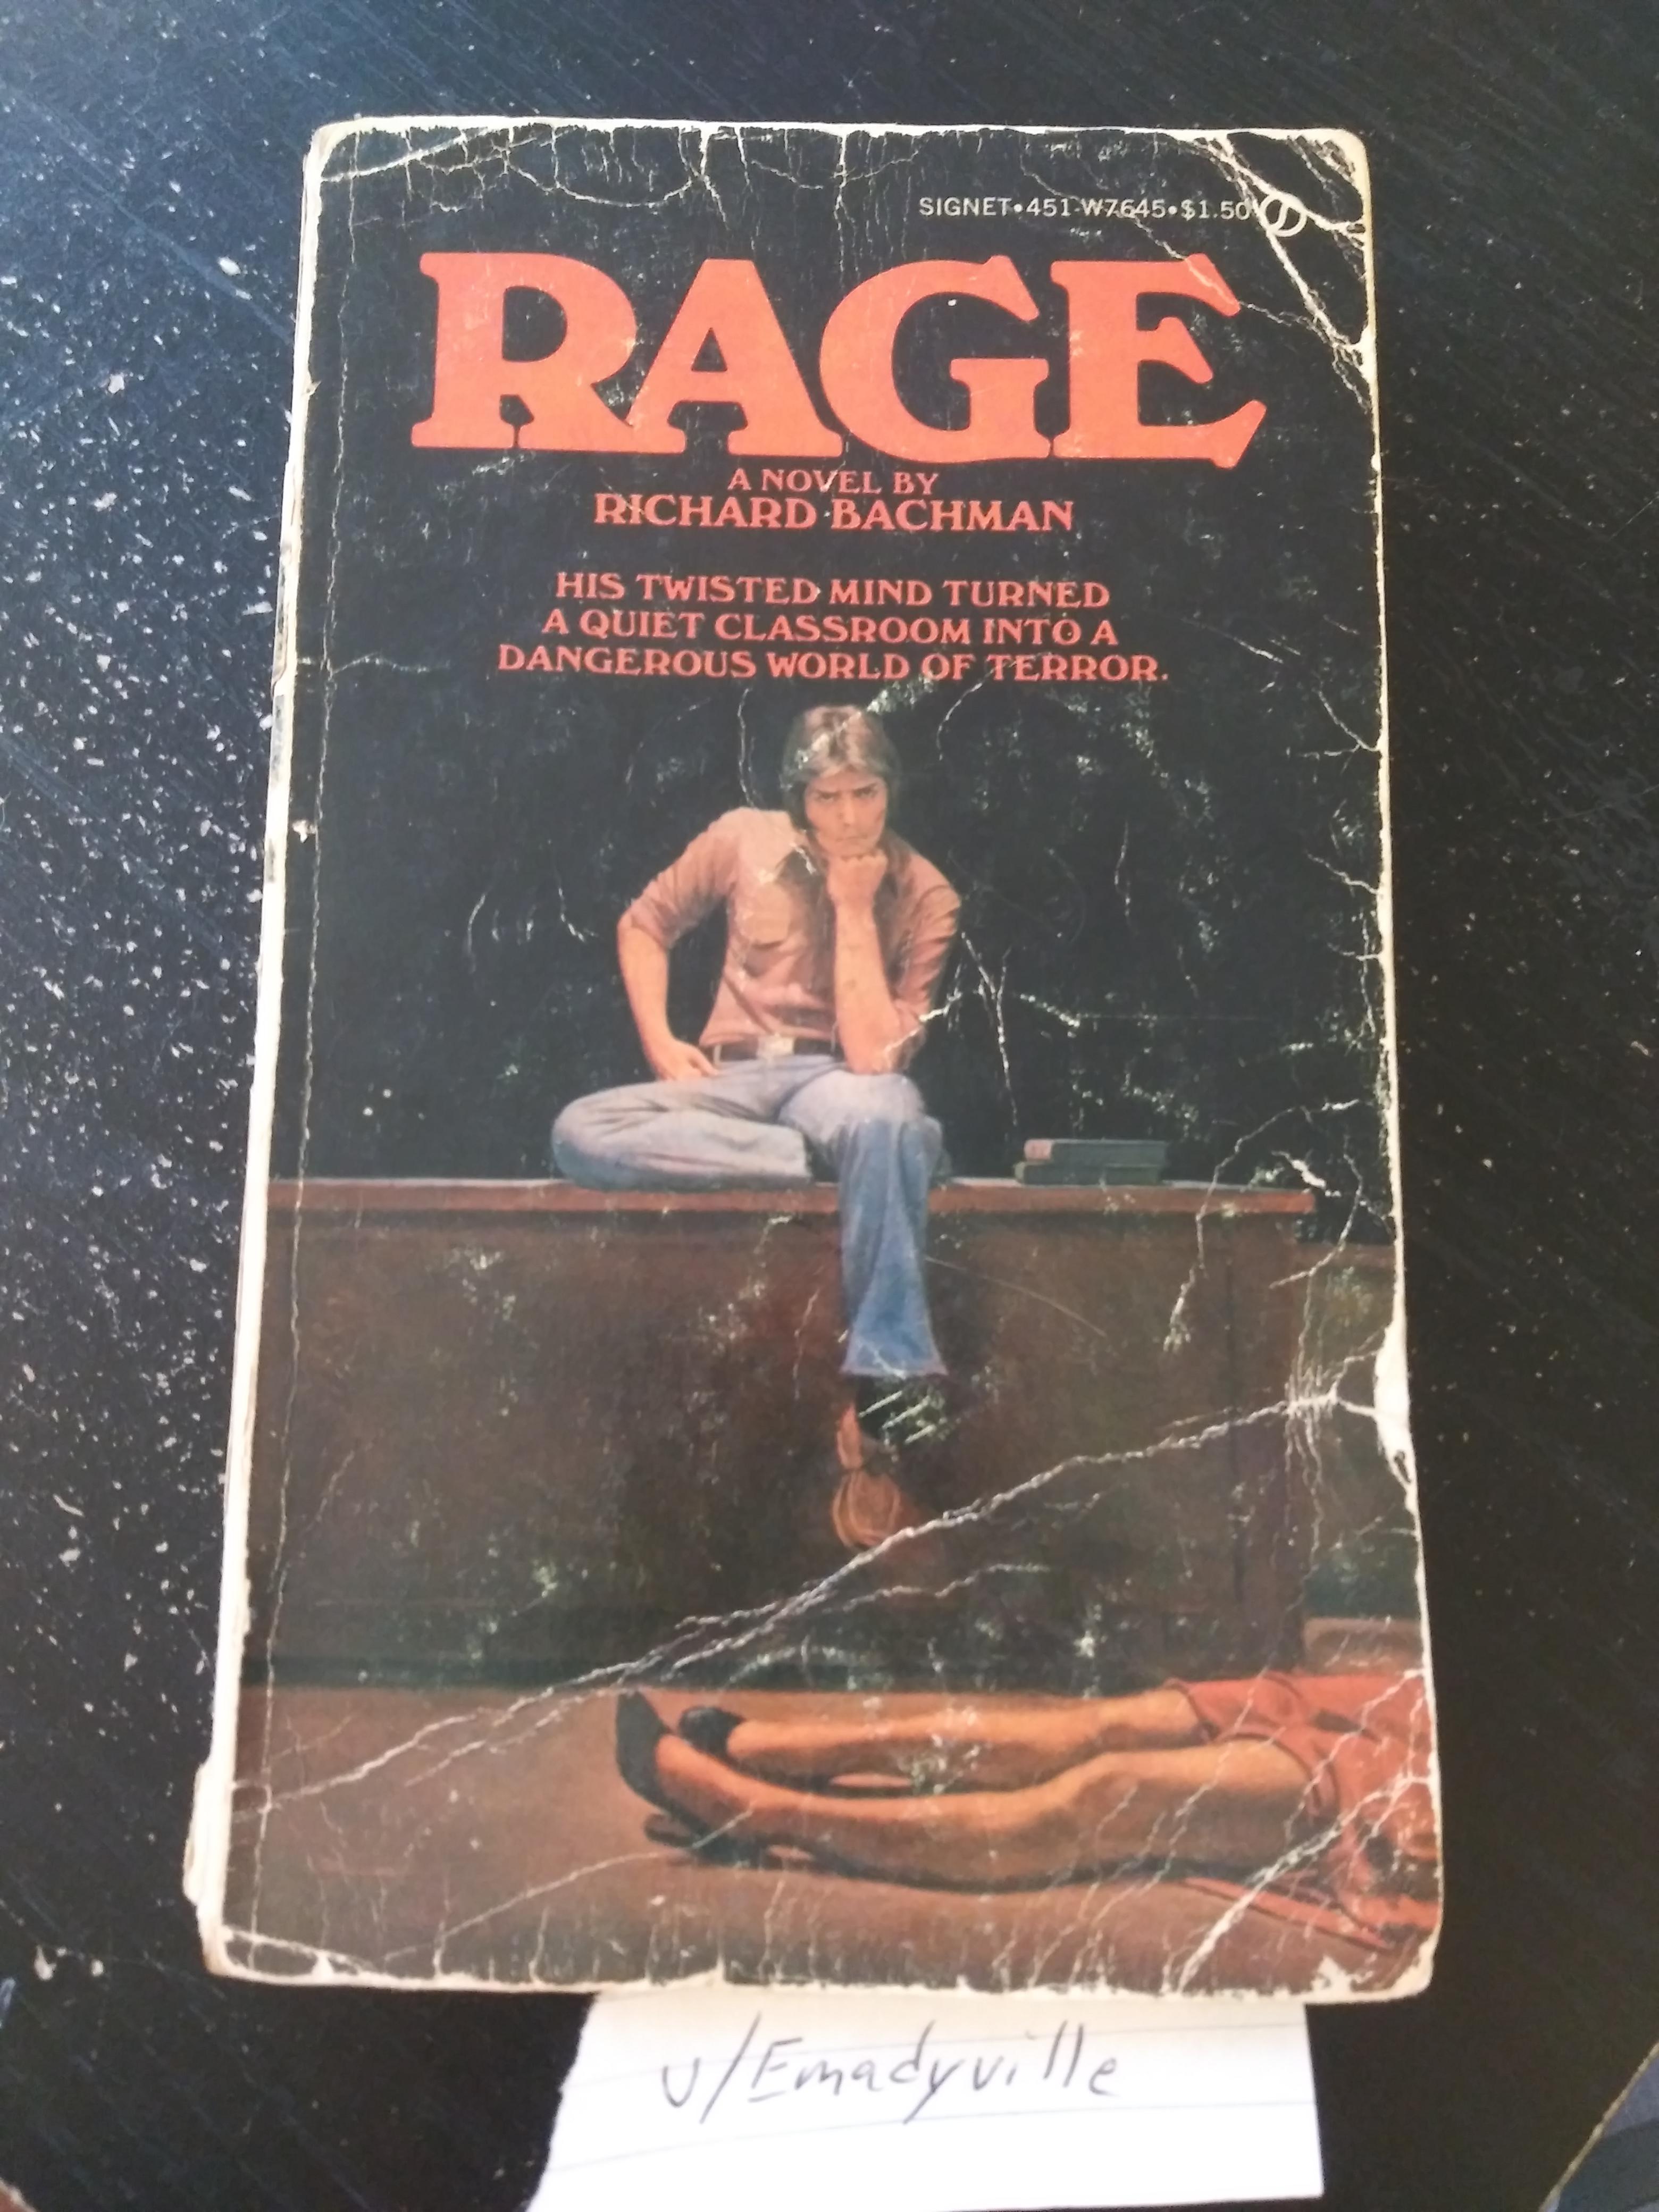 SIGNET•451-W7645•$1.50
RAGE
A NOVEL BY
RICHARD BACHMAN
HIS TWISTED MIND TURNED
A QUIET CLASSROOM INTO A
DANGEROUS WORLD OF TERROR.
u/Emadyville